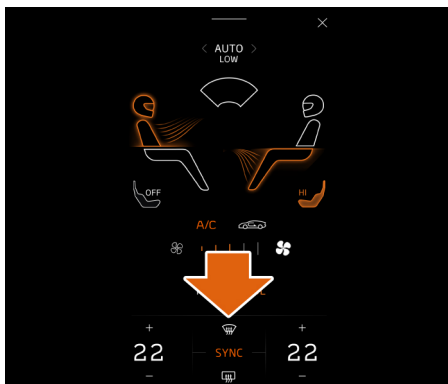 AUTO
LOW
OFF
HI
A/C
+ +
22 SYNC 22
- -